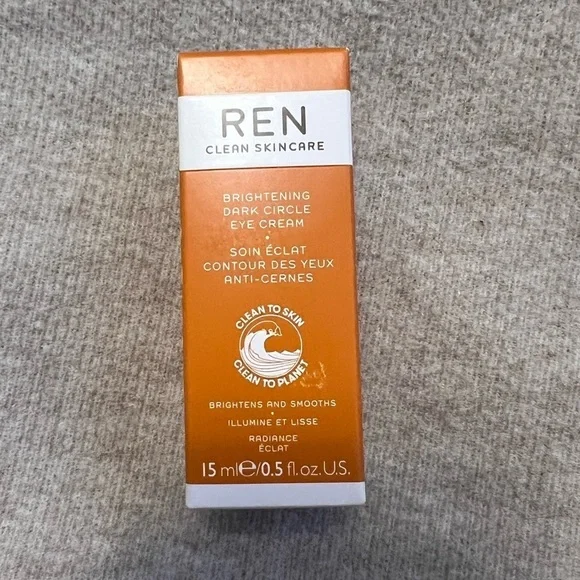 REN
CLEAN SKINCARE
BRIGHTENING
DARK CIRCLE
EYE CREAM
•
SOIN ÉCLAT
CONTOUR DES YEUX
ANTI-CERNES
CLEAN TO SKIN
CLEAN TO PLANET
BRIGHTENS AND SMOOTHS
•
ILLUMINE ET LISSE
RADIANCE
ÉCLAT
15 ml℮/0.5 fl.oz.U.S.